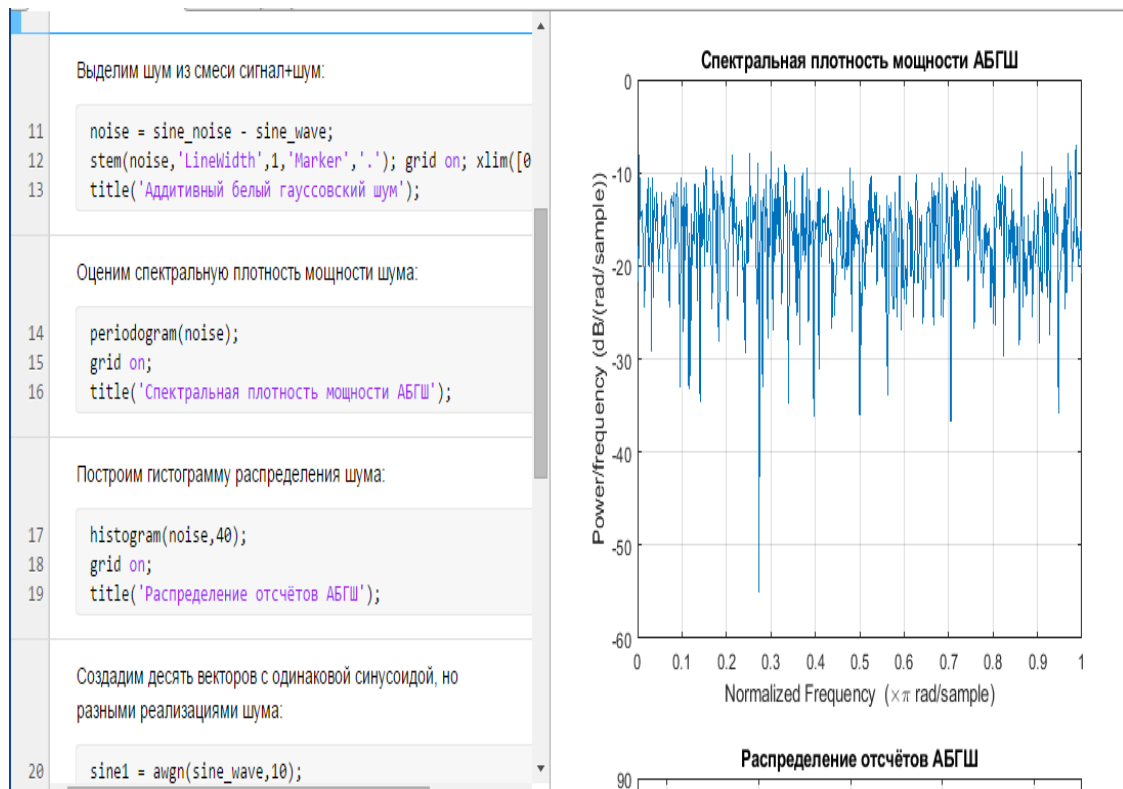 Выделим шум из смеси сигнал+шум:
11 noise = sine_noise - sine_wave;
12 stem(noise,'LineWidth',1,'Marker','.'); grid on; xlim([0
13 title('Аддитивный белый гауссовский шум');
Оценим спектральную плотность мощности шума:
14 periodogram(noise);
15 grid on;
16 title('Спектральная плотность мощности АБГШ');
Построим гистограмму распределения шума:
17 histogram(noise,40);
18 grid on;
19 title('Распределение отсчётов АБГШ');
Создадим десять векторов с одинаковой синусоидой, но
разными реализациями шума:
20 sine1 = awgn(sine_wave,10);
Спектральная плотность мощности АБГШ
Power/frequency (dB/(rad/sample))
0
-10
-20
-30
-40
-50
-60
0 0.1 0.2 0.3 0.4 0.5 0.6 0.7 0.8 0.9 1
Normalized Frequency (×π rad/sample)
Распределение отсчётов АБГШ
90